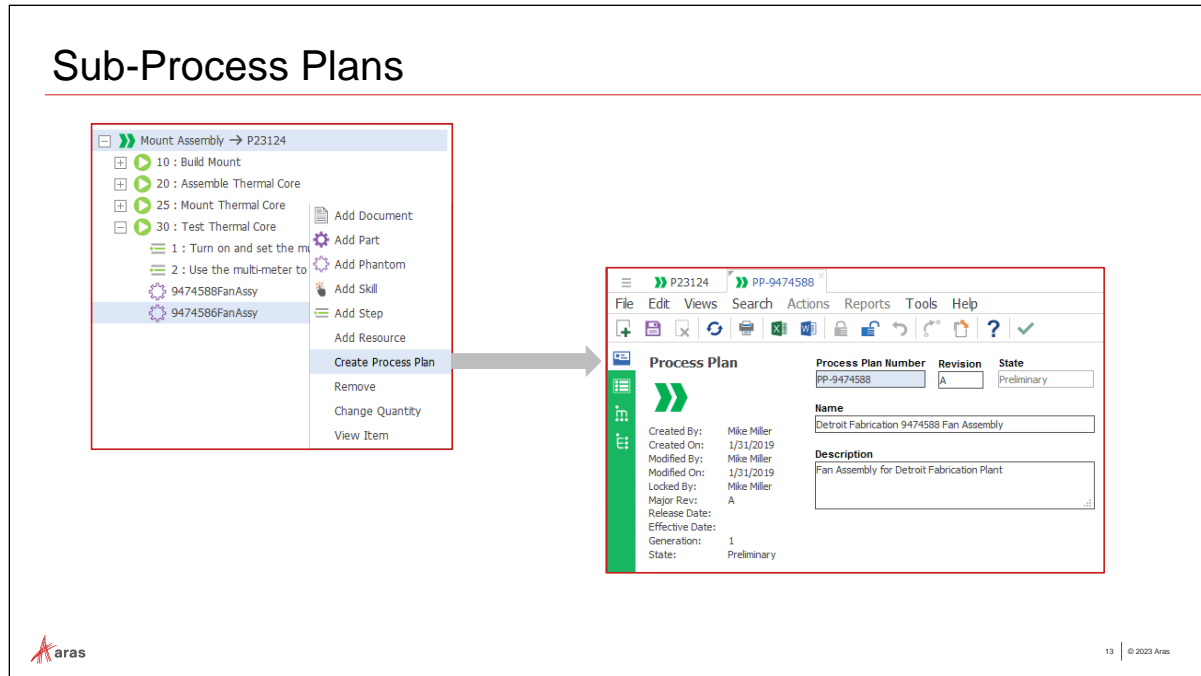 Sub-Process Plans
Mount Assembly → P23124
10 : Build Mount
20 : Assemble Thermal Core
25 : Mount Thermal Core
30 : Test Thermal Core
1 : Turn on and set the m
2 : Use the multi-meter to
9474588FanAssy
9474586FanAssy
Add Document
Add Part
Add Phantom
Add Skill
Add Step
Add Resource
Create Process Plan
Remove
Change Quantity
View Item
P23124 PP-9474588
File Edit Views Search Actions Reports Tools Help
Process Plan
Created By: Mike Miller
Created On: 1/31/2019
Modified By: Mike Miller
Modified On: 1/31/2019
Locked By: Mike Miller
Major Rev: A
Release Date:
Effective Date:
Generation: 1
State: Preliminary
Process Plan Number Revision State
PP-9474588 A Preliminary
Name
Detroit Fabrication 9474588 Fan Assembly
Description
Fan Assembly for Detroit Fabrication Plant
aras
13 © 2023 Aras